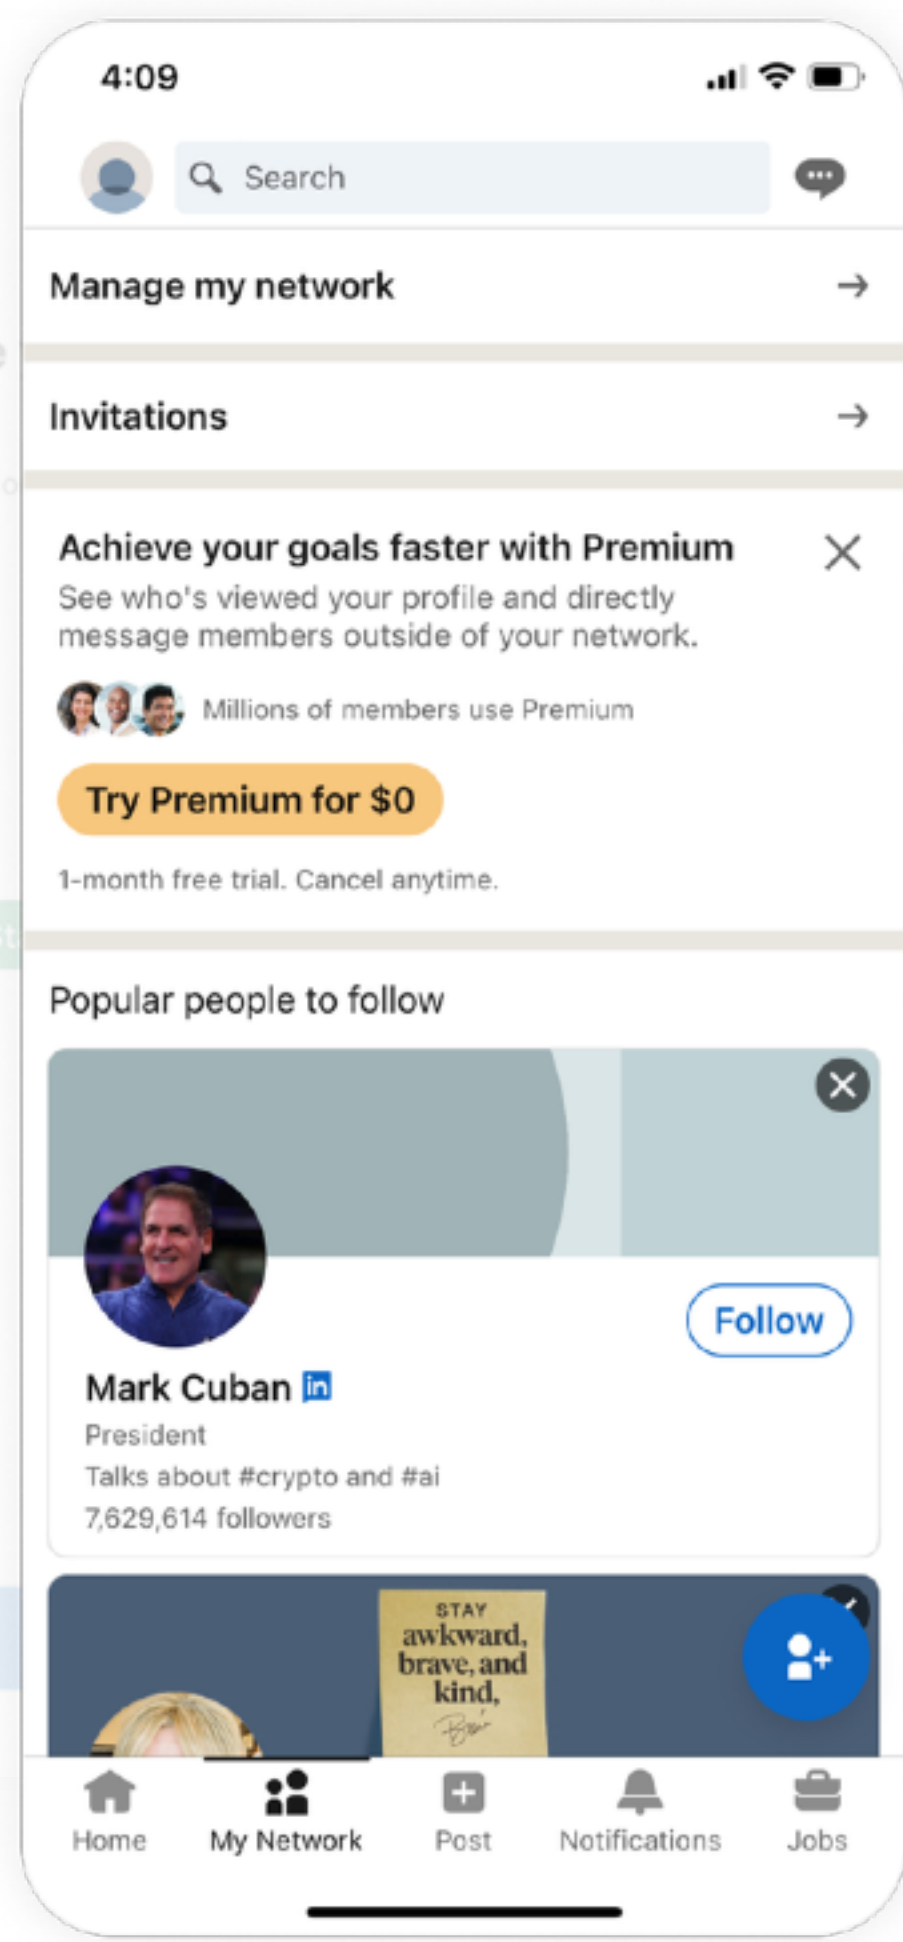 4:09
Search
Manage my network
Invitations
Achieve your goals faster with Premium
See who's viewed your profile and directly
message members outside of your network.
Millions of members use Premium
Try Premium for $0
1-month free trial. Cancel anytime.
Popular people to follow
Follow
Mark Cuban in
President
Talks about #crypto and #ai
7,629,614 followers
STAY
awkward,
brave, and
kind,
Home
My Network
Post
Notifications
Jobs